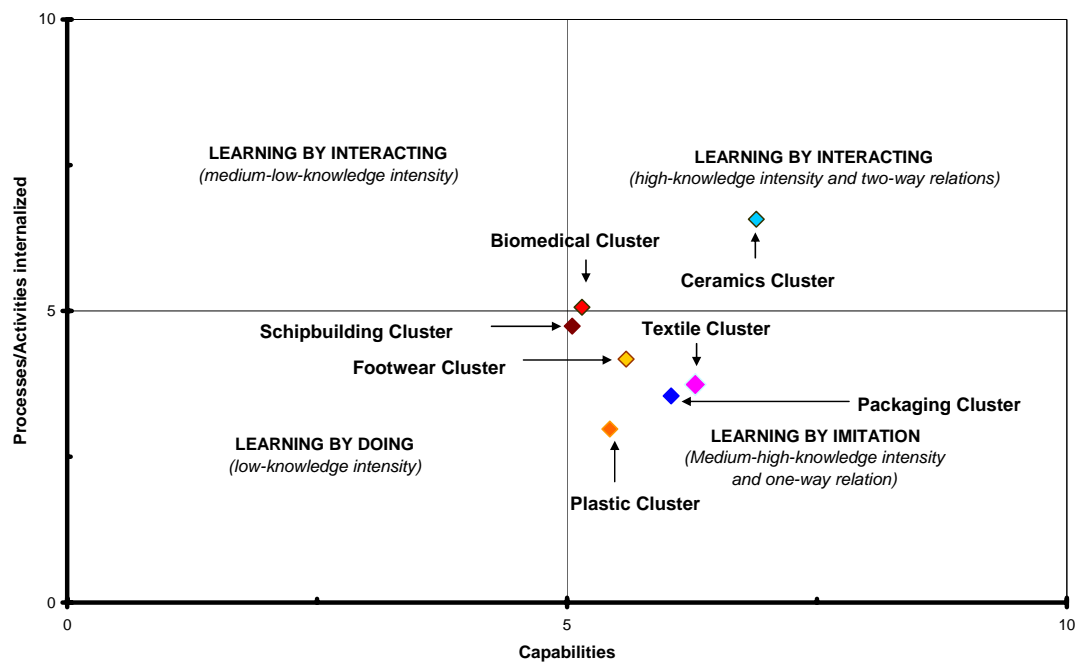 10
LEARNING BY INTERACTING
(medium-low-knowledge intensity)
LEARNING BY INTERACTING
(high-knowledge intensity and two-way relations)
Biomedical Cluster
Ceramics Cluster
Processes/Activities internalized
5
Schipbuilding Cluster
Textile Cluster
Footwear Cluster
Packaging Cluster
LEARNING BY DOING
(low-knowledge intensity)
LEARNING BY IMITATION
(Medium-high-knowledge intensity
and one-way relation)
Plastic Cluster
0
0
5
10
Capabilities